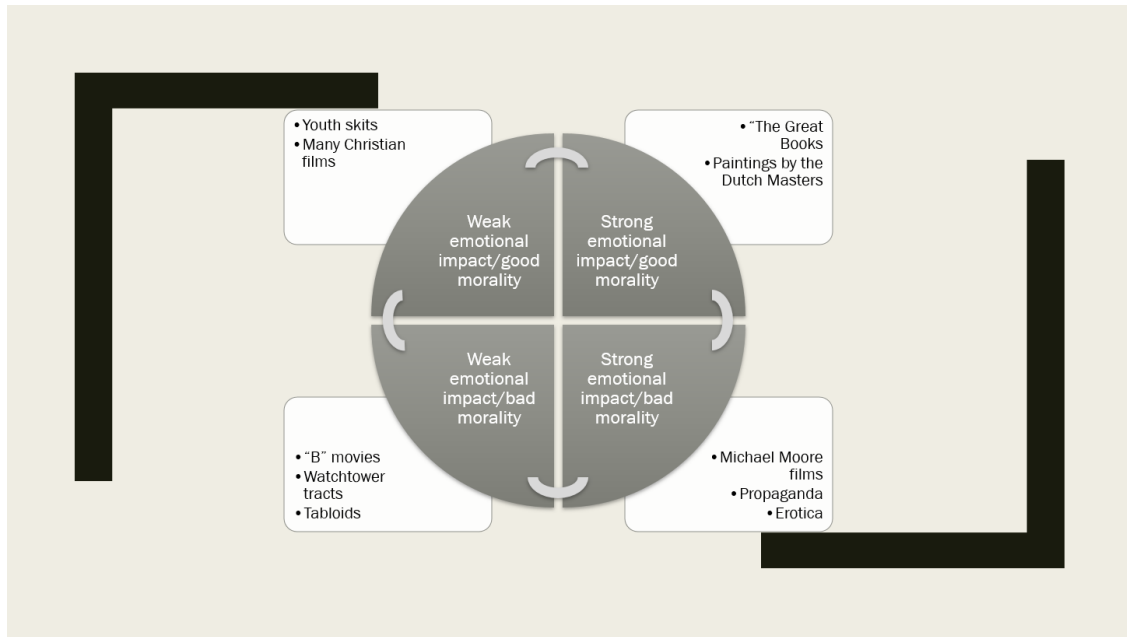 • Youth skits
• Many Christian
films
• “The Great
Books
• Paintings by the
Dutch Masters
Weak
emotional
impact/good
morality
Strong
emotional
impact/good
morality
Weak
emotional
impact/bad
morality
Strong
emotional
impact/bad
morality
• “B” movies
• Watchtower
tracts
• Tabloids
• Michael Moore
films
• Propaganda
• Erotica